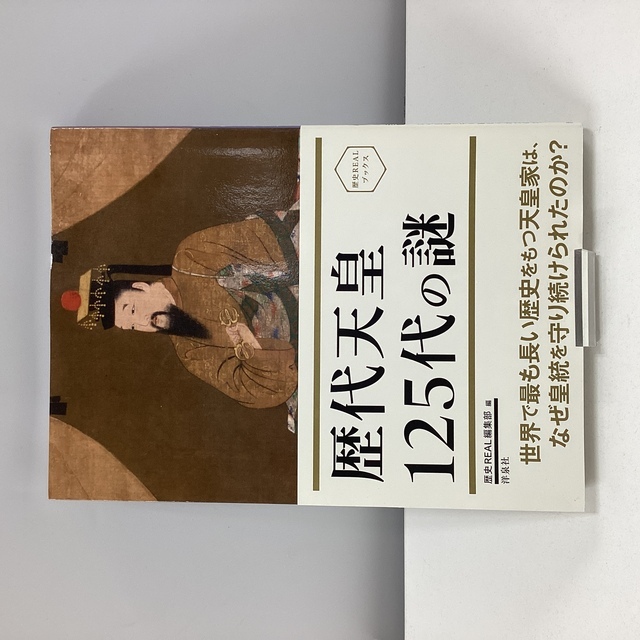 歴史REAL
ブックス
歴代天皇
125代の謎
歴史REAL編集部 編
洋泉社
世界で最も長い歴史をもつ天皇家は、
なぜ皇統を守り続けられたのか?